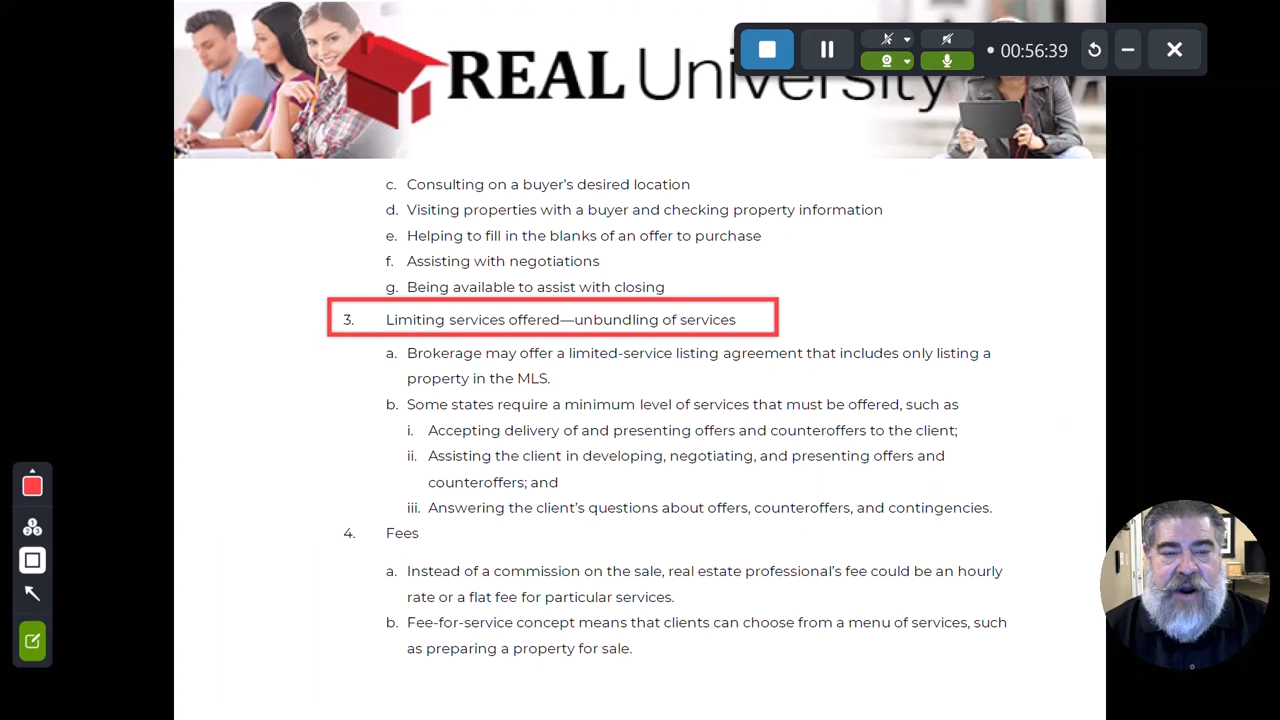 REAL University
00:56:39
c. Consulting on a buyer's desired location
d. Visiting properties with a buyer and checking property information
e. Helping to fill in the blanks of an offer to purchase
f. Assisting with negotiations
g. Being available to assist with closing
3. Limiting services offered—unbundling of services
a. Brokerage may offer a limited-service listing agreement that includes only listing a
property in the MLS.
b. Some states require a minimum level of services that must be offered, such as
i. Accepting delivery of and presenting offers and counteroffers to the client;
ii. Assisting the client in developing, negotiating, and presenting offers and
counteroffers; and
iii. Answering the client's questions about offers, counteroffers, and contingencies.
4. Fees
a. Instead of a commission on the sale, real estate professional's fee could be an hourly
rate or a flat fee for particular services.
b. Fee-for-service concept means that clients can choose from a menu of services, such
as preparing a property for sale.